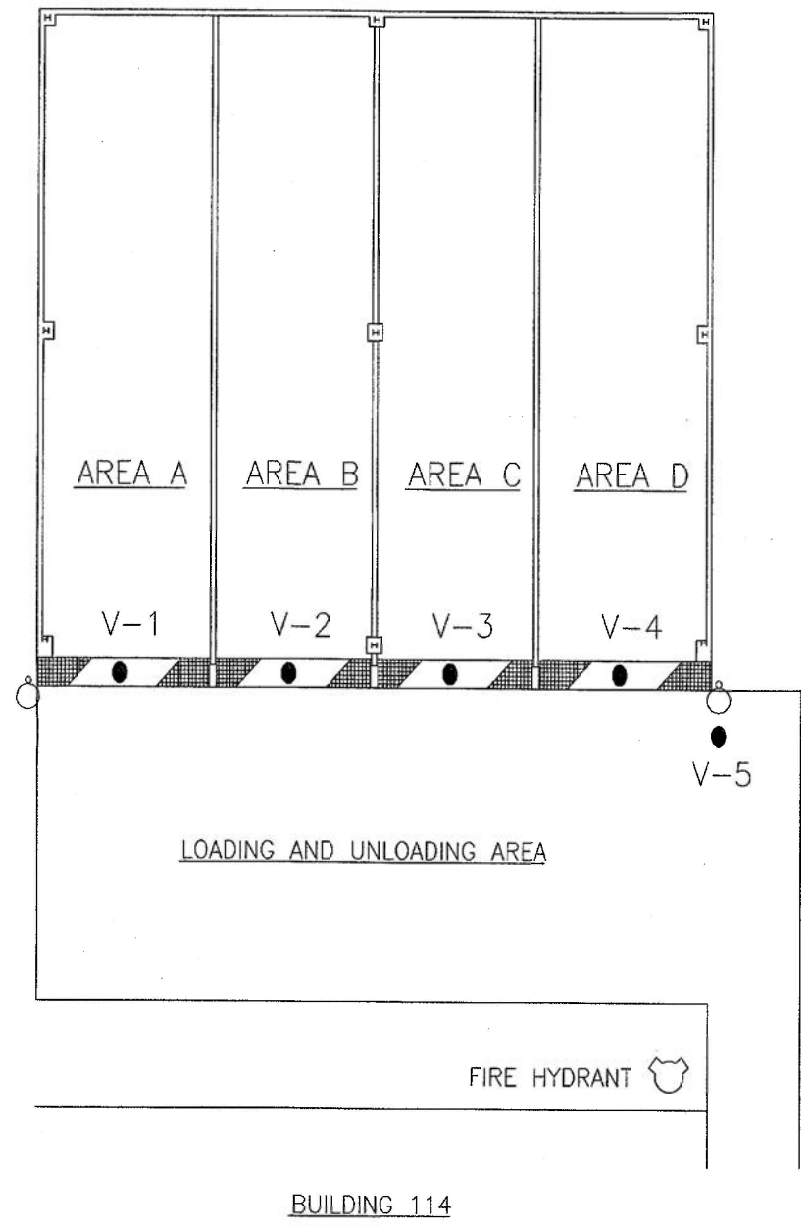 H H H
H H H
AREA A AREA B AREA C AREA D
V-1 V-2 V-3 V-4
H
V-5
LOADING AND UNLOADING AREA
FIRE HYDRANT
BUILDING 114